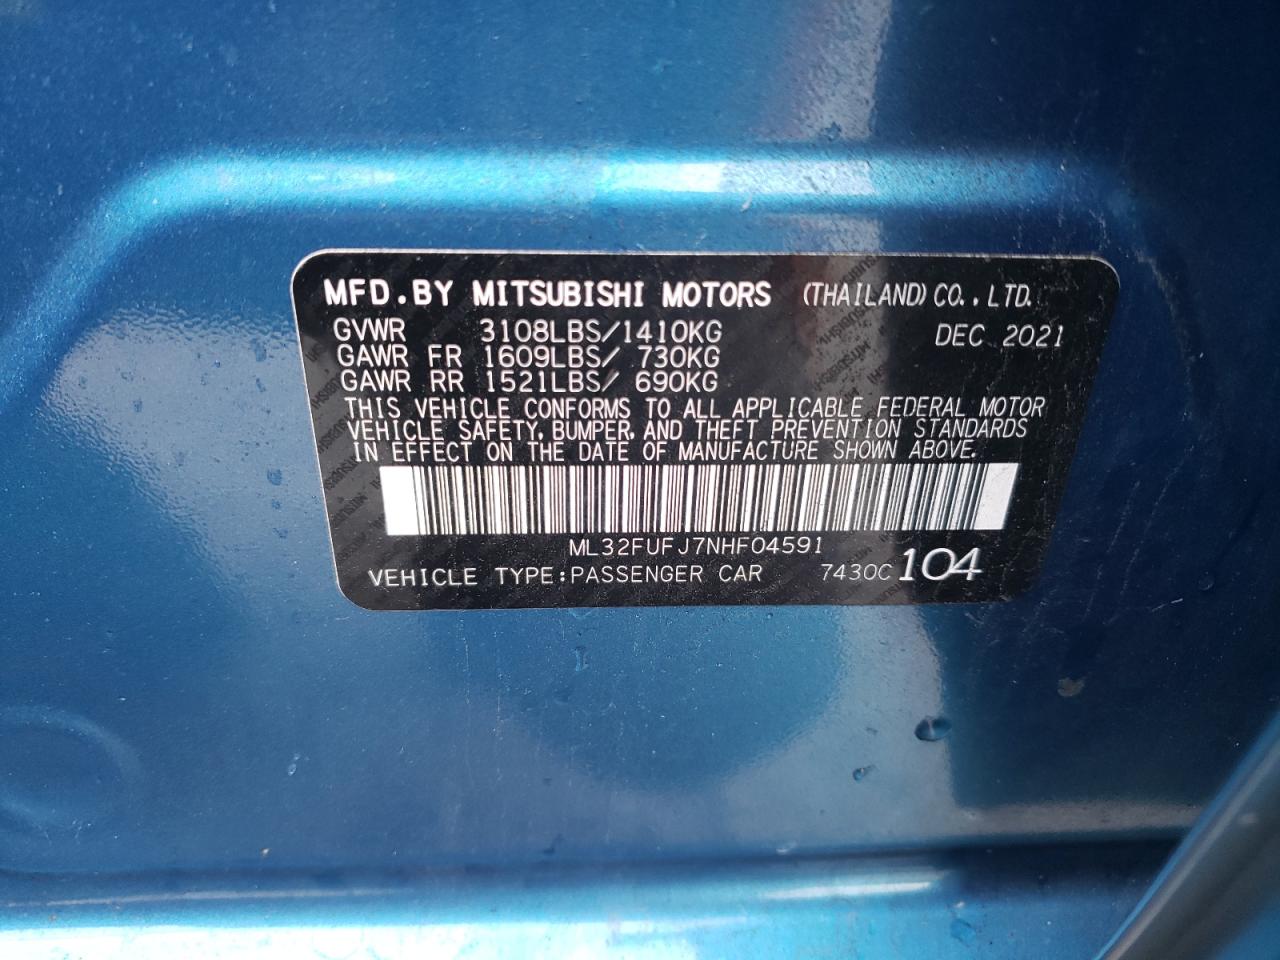 MFD.BY MITSUBISHI MOTORS (THAILAND) CO., LTD.
GVWR 3108LBS/1410KG DEC 2021
GAWR FR 1609LBS/ 730KG
GAWR RR 1521LBS/ 690KG
THIS VEHICLE CONFORMS TO ALL APPLICABLE FEDERAL MOTOR
VEHICLE SAFETY, BUMPER, AND THEFT PREVENTION STANDARDS
IN EFFECT ON THE DATE OF MANUFACTURE SHOWN ABOVE.
ML32FUFJ7NHF04591
VEHICLE TYPE:PASSENGER CAR 7430C 104